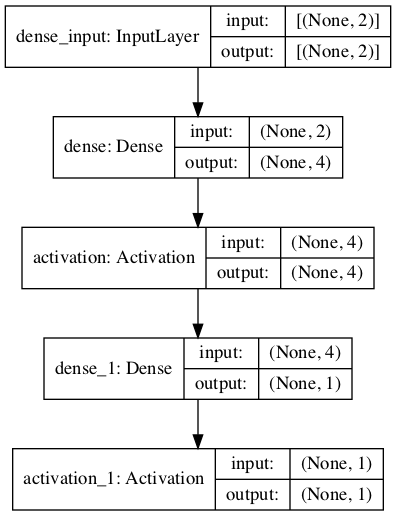 dense_input: InputLayer
input: [(None, 2)]
output: [(None, 2)]
dense: Dense
input: (None, 2)
output: (None, 4)
activation: Activation
input: (None, 4)
output: (None, 4)
dense_1: Dense
input: (None, 4)
output: (None, 1)
activation_1: Activation
input: (None, 1)
output: (None, 1)